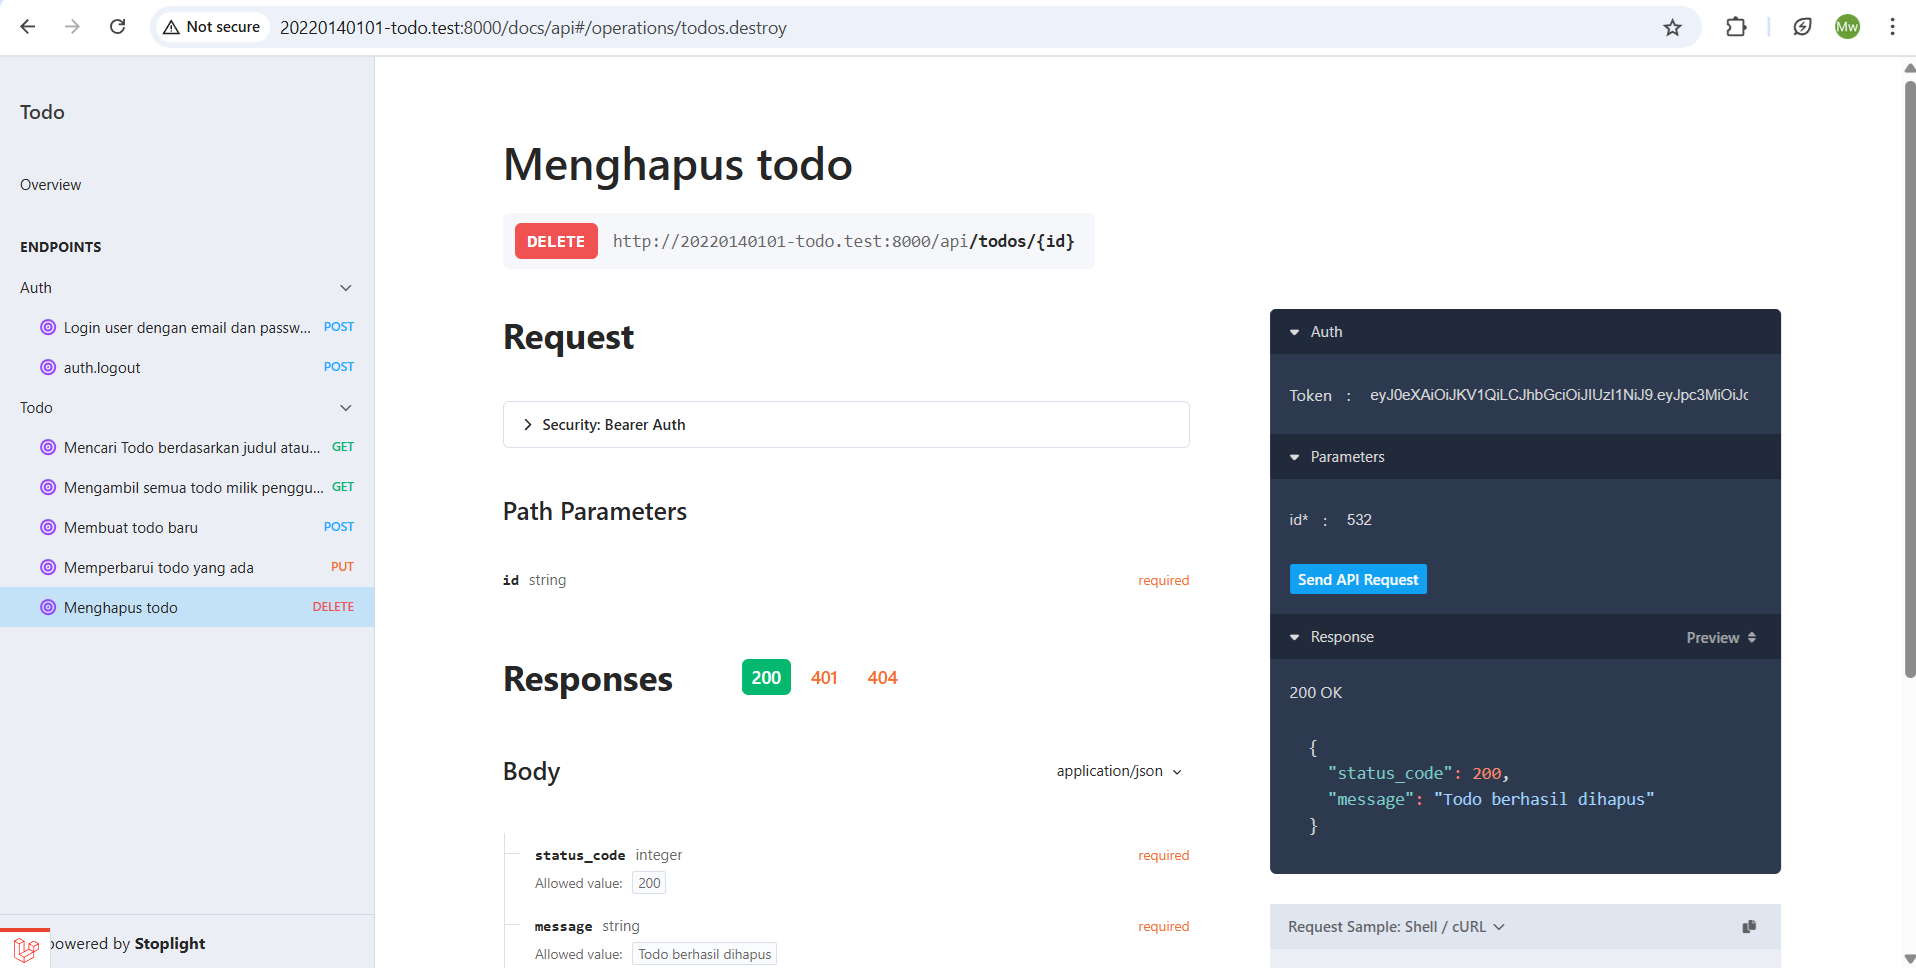 Not secure
20220140101-todo.test:8000/docs/api#/operations/todos.destroy
Mw
Todo
Overview
ENDPOINTS
Auth
Login user dengan email dan passw... POST
auth.logout POST
Todo
Mencari Todo berdasarkan judul atau... GET
Mengambil semua todo milik penggu... GET
Membuat todo baru POST
Memperbarui todo yang ada PUT
Menghapus todo DELETE
powered by Stoplight
Menghapus todo
DELETE http://20220140101-todo.test:8000/api/todos/{id}
Request
Security: Bearer Auth
Path Parameters
id string required
Responses 200 401 404
Body application/json
status_code integer required
Allowed value: 200
message string required
Allowed value: Todo berhasil dihapus
Auth
Token : eyJ0eXAiOiJKV1QiLCJhbGciOiJIUzI1NiJ9.eyJpc3MiOiJc
Parameters
id* : 532
Send API Request
Response Preview
200 OK
{
"status_code": 200,
"message": "Todo berhasil dihapus"
}
Request Sample: Shell / cURL